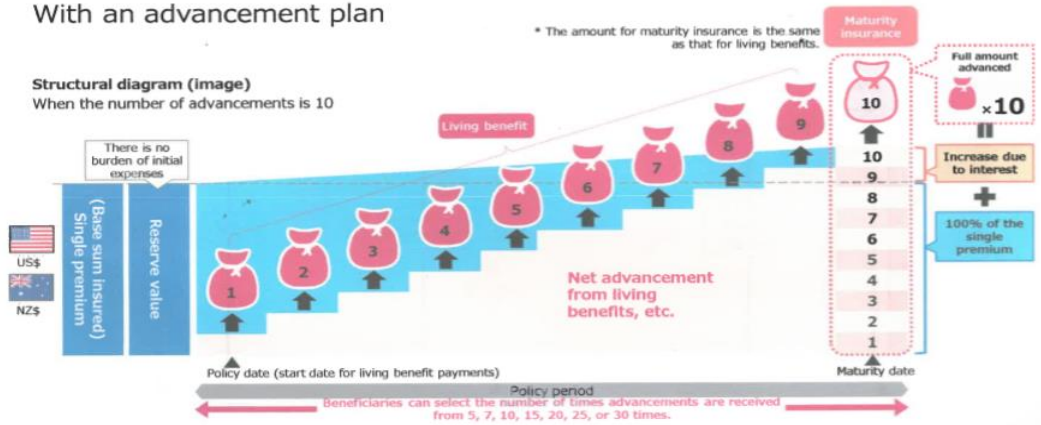 With an advancement plan
* The amount for maturity insurance is the same
as that for living benefits.
Maturity
insurance
Structural diagram (image)
When the number of advancements is 10
Full amount
advanced
×10
Living benefit
There is no
burden of initial
expenses
Increase due
to interest
100% of the
single
premium
US$
NZ$
(Base sum insured)
Single premium
Reserve value
1
2
3
4
5
6
7
8
9
10
10
9
8
7
6
5
4
3
2
1
Net advancement
from living
benefits, etc.
Policy date (start date for living benefit payments)
Maturity date
Policy period
Beneficiaries can select the number of times advancements are received
from 5, 7, 10, 15, 20, 25, or 30 times.